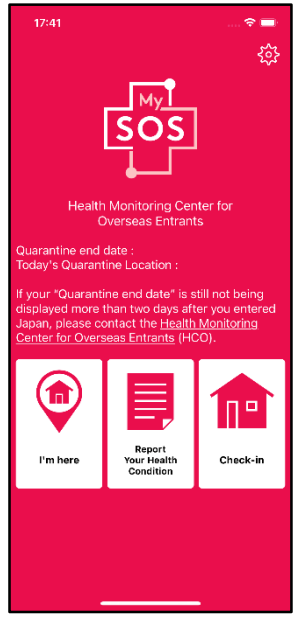 17:41
My
SOS
Health Monitoring Center for
Overseas Entrants
Quarantine end date :
Today's Quarantine Location :
If your "Quarantine end date" is still not being
displayed more than two days after you entered
Japan, please contact the Health Monitoring
Center for Overseas Entrants (HCO).
I'm here
Report
Your Health
Condition
Check-in